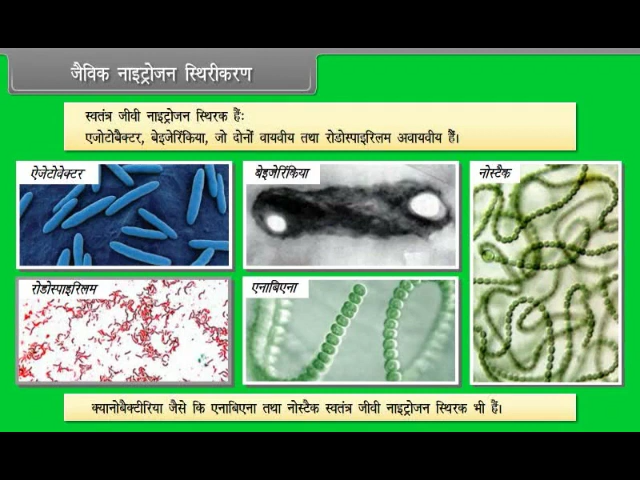 जैविक नाइट्रोजन स्थिरीकरण
स्वतंत्र जीवी नाइट्रोजन स्थिरक हैंः
एजोटोबैक्टर, बेइजेरिंकिया, जो दोनों वायवीय तथा रोडोस्पाइरिलम अवायवीय हैं।
ऐजेटोवेक्टर
बेइजेरिंकिया
नोस्टैक
रोडोस्पाइरिलम
एनाबिएना
क्यानोबैक्टीरिया जैसे कि एनाबिएना तथा नोस्टैक स्वतंत्र जीवी नाइट्रोजन स्थिरक भी हैं।